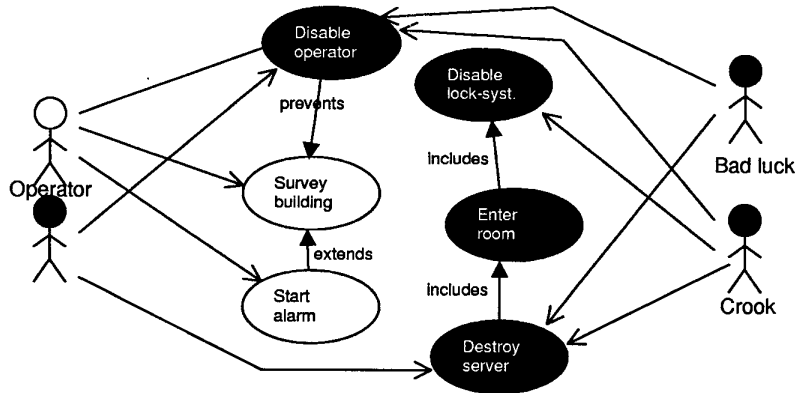 Disable
operator
Disable
lock-syst.
prevents
Bad luck
includes
Operator
Survey
building
Enter
room
extends
includes
Start
alarm
Crook
Destroy
server